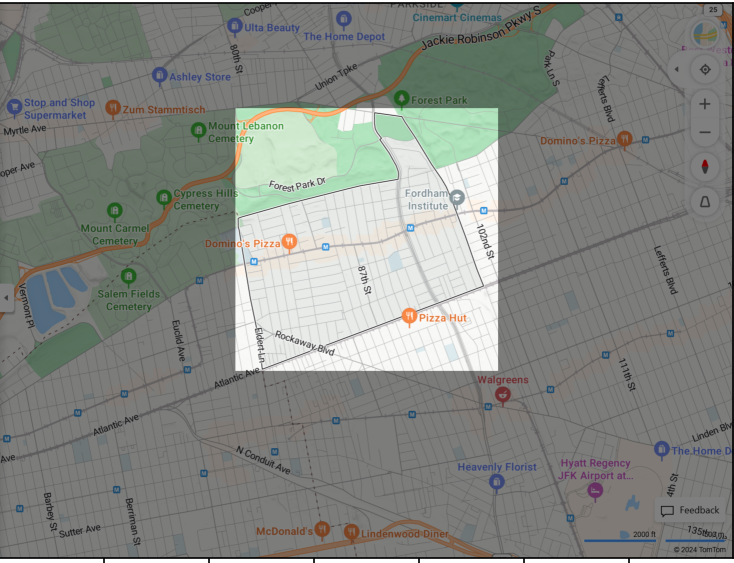 PARKSIDE
Cooper
Ulta Beauty
Cinemart Cinemas
25
The Home Depot
Jackie Robinson Pkwy S
80th St
Union Tpke
Park Ln S
Ashley Store
Lefferts Blvd
Stop and Shop
Supermarket
Zum Stammtisch
Forest Park
Myrtle Ave
Mount Lebanon
Cemetery
Domino's Pizza
oper Ave
Forest Park Dr
Cypress Hills
Cemetery
Fordham
Institute
Mount Carmel
Cemetery
Domino's Pizza
102nd St
Salem Fields
Cemetery
87th St
Lefferts Blvd
Vermont Pl
Pizza Hut
Euclid Ave
Eldert Ln
Rockaway Blvd
Atlantic Ave
111th St
Walgreens
Atlantic Ave
Linden Blv
Ave
N Conduit Ave
The Home D
Heavenly Florist
Hyatt Regency
JFK Airport at...
4th St
Barbey St
Berriman St
Feedback
Sutter Ave
McDonald's
Lindenwood Diner
2000 ft
© 2024 TomTom